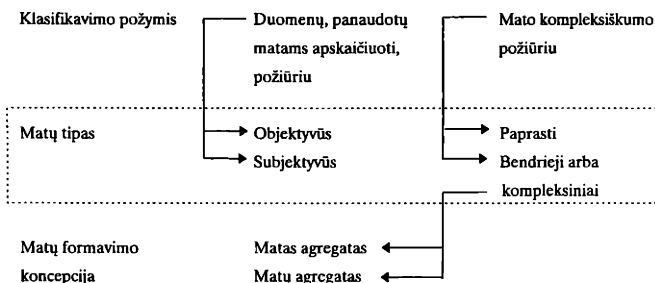 Klasifikavimo požymis
Duomenų, panaudotų
matams apskaičiuoti,
požiūriu
Mato kompleksiškumo
požiūriu
Matų tipas
Objektyvūs
Subjektyvūs
Paprasti
Bendrieji arba
kompleksiniai
Matų formavimo
koncepcija
Matas agregatas
Matų agregatas